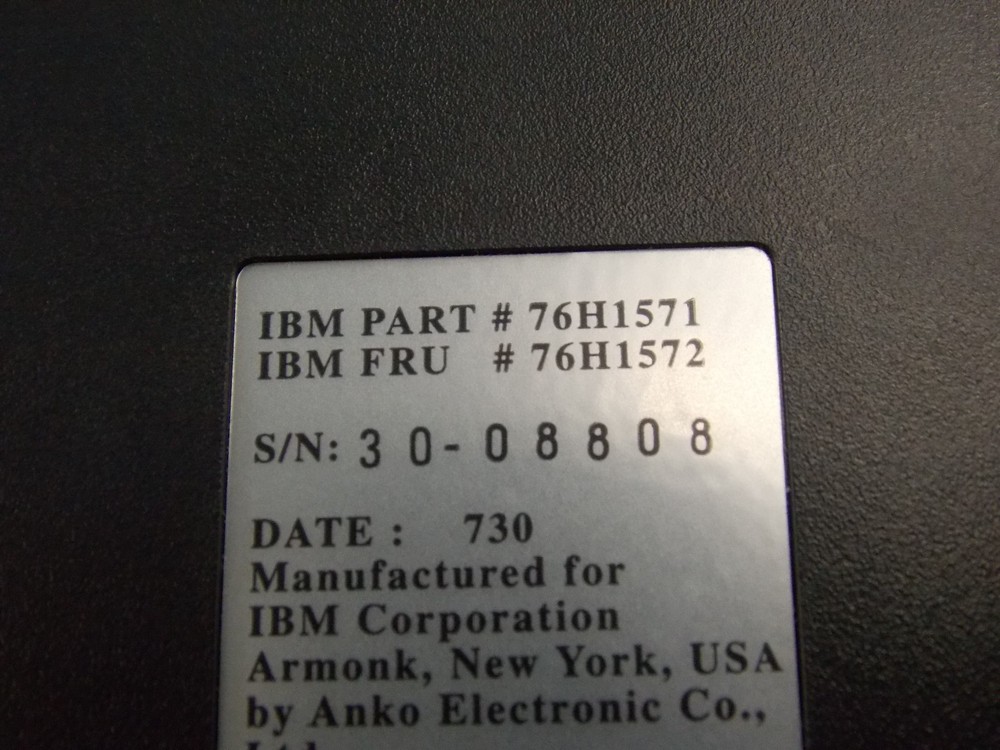 IBM PART # 76H1571
IBM FRU # 76H1572
S/N: 30-08808
DATE : 730
Manufactured for
IBM Corporation
Armonk, New York, USA
by Anko Electronic Co.,